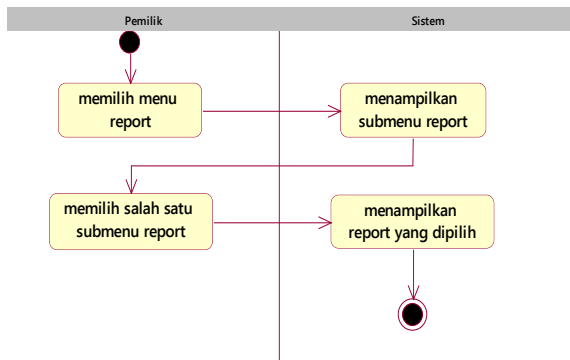 Pemilik
Sistem
memilih menu
report
menampilkan
submenu report
memilih salah satu
submenu report
menampilkan
report yang dipilih